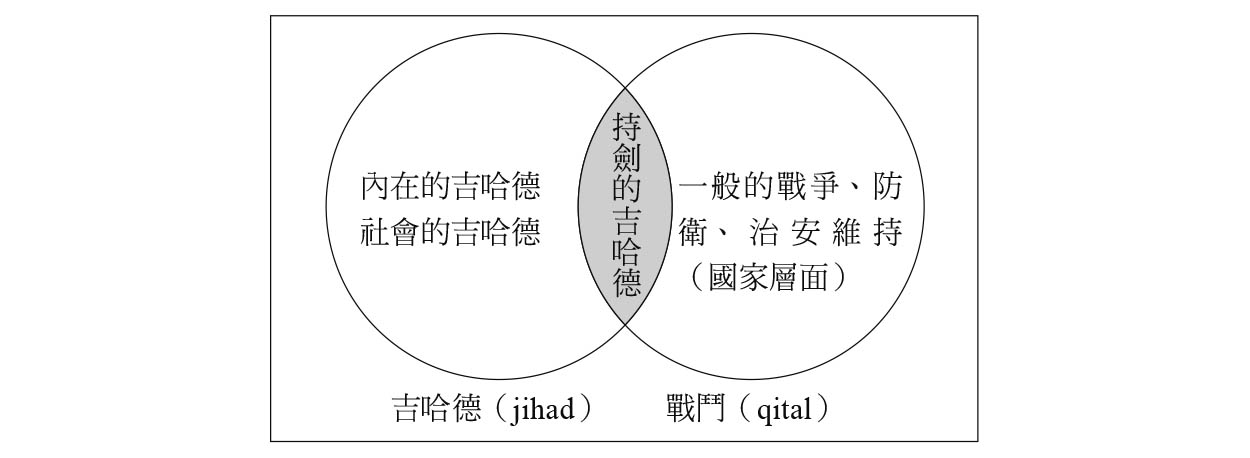 內在的吉哈德
社會的吉哈德
持劍的吉哈德
一般的戰爭、防
衛、治安維持
（國家層面）
吉哈德（jihad）
戰鬥（qital）